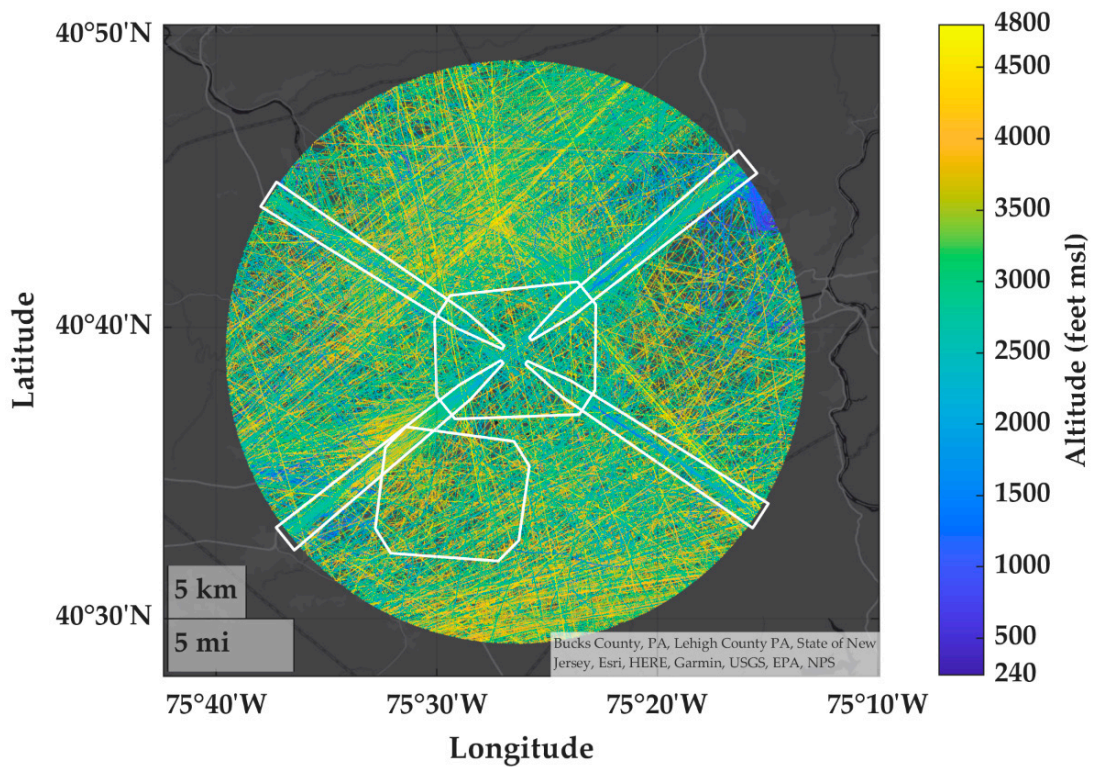 40°50'N
40°40'N
40°30'N
Latitude
75°40'W
75°30'W
75°20'W
75°10'W
Longitude
5 km
5 mi
Bucks County, PA, Lehigh County PA, State of New
Jersey, Esri, HERE, Garmin, USGS, EPA, NPS
4800
4500
4000
3500
3000
2500
2000
1500
1000
500
240
Altitude (feet msl)